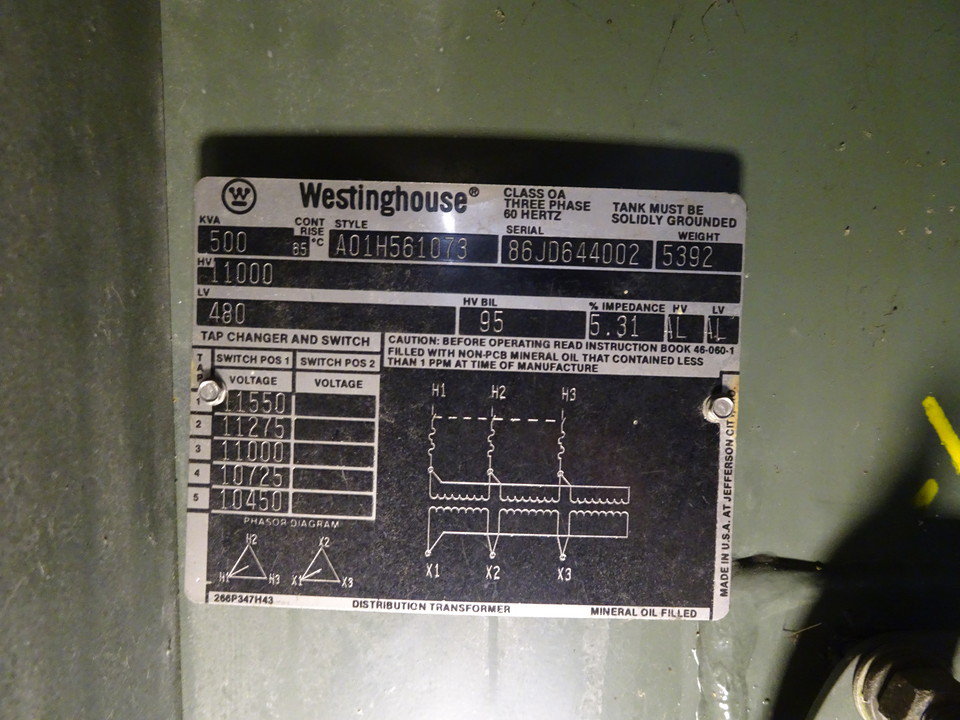 W
Westinghouse®
CLASS OA
THREE PHASE
60 HERTZ
TANK MUST BE
SOLIDLY GROUNDED
KVA
500
CONT
RISE
65 °C
STYLE
A01H561073
SERIAL
86JD644002
WEIGHT
5392
HV
11000
LV
480
HV BIL
95
% IMPEDANCE
5.31
HV
AL
LV
AL
TAP CHANGER AND SWITCH
CAUTION: BEFORE OPERATING READ INSTRUCTION BOOK 46-060-1
FILLED WITH NON-PCB MINERAL OIL THAT CONTAINED LESS
THAN 1 PPM AT TIME OF MANUFACTURE
TAP SWITCH POS 1 SWITCH POS 2
VOLTAGE VOLTAGE
1 11550
2 11275
3 11000
4 10725
5 10450
PHASOR DIAGRAM
H2
H1 H3
X2
X1 X3
H1 H2 H3
X1 X2 X3
266P347H43
DISTRIBUTION TRANSFORMER
MINERAL OIL FILLED
MADE IN U.S.A. AT JEFFERSON CITY